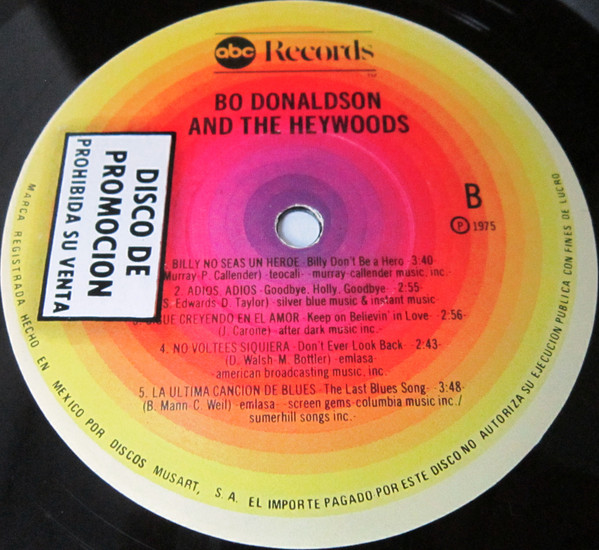 abc Records
TM
BO DONALDSON
AND THE HEYWOODS
DISCO DE
PROMOCION
PROHIBIDA SU VENTA
B
Ⓟ 1975
BILLY NO SEAS UN HEROE -Billy Don't Be a Hero- 3:40-
Murray-P. Callender) -leocali- -murray-callender music, inc.-
2. ADIOS, ADIOS -Goodbye, Holly, Goodbye- -2:55-
S. Edwards-D. Taylor) -silver blue music & instant music-
CREYENDO EN EL AMOR -Keep on Believin' in Love- -2:56-
(J. Carone) -after dark music inc.-
4. NO VOLTEES SIQUIERA -Don't Ever Look Back- -2:43-
(D. Walsh-M. Bottler) -emlasa-
-american broadcasting music, inc.-
5. LA ULTIMA CANCION DE BLUES -The Last Blues Song- -3:48-
(B. Mann-C. Weil) -emlasa- -screen gems-columbia music inc./
sumerhill songs inc.-
MARCA REGISTRADA HECHO EN MEXICO POR DISCOS MUSART, S.A. EL IMPORTE PAGADO POR ESTE DISCO NO AUTORIZA SU EJECUCION PUBLICA CON FINES DE LUCRO